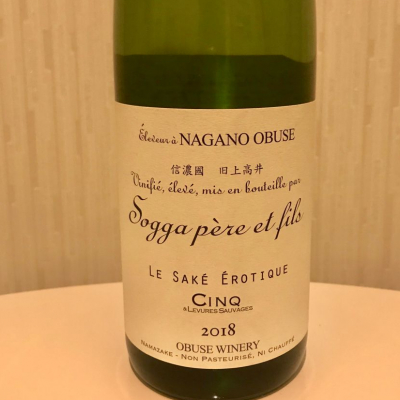 Éleveur à NAGANO OBUSE
信濃國 旧上高井
Vinifié, élevé, mis en bouteille par
Sogga père et fils
LE SAKÉ ÉROTIQUE
CINQ
à LEVURES SAUVAGES
2018
OBUSE WINERY
NAMAZAKE - NON PASTEURISÉ, NI CHAUFFÉ